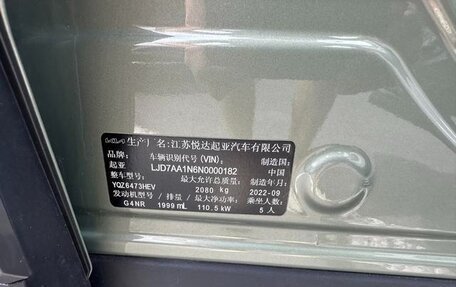 KIA 生产厂名:江苏悦达起亚汽车有限公司
品牌: 车辆识别代号(VIN): 制造国:
起亚 LJD7AA1N6N0000182 中国
整车型号: 最大允许总质量: 制造年月:
YQZ6473HEV 2080 kg 2022-09
发动机型号/排量/最大净功率: 乘坐人数:
G4NR 1999 mL 110.5 kW 5 人